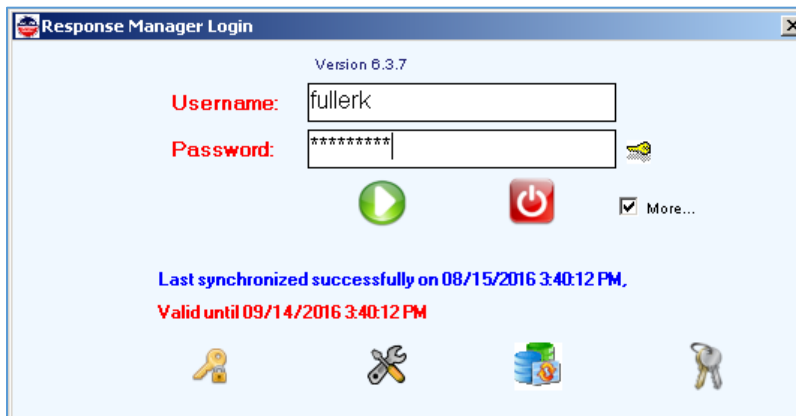 Response Manager Login
Version 6.3.7
Username: fullerk
Password: *********
More...
Last synchronized successfully on 08/15/2016 3:40:12 PM,
Valid until 09/14/2016 3:40:12 PM